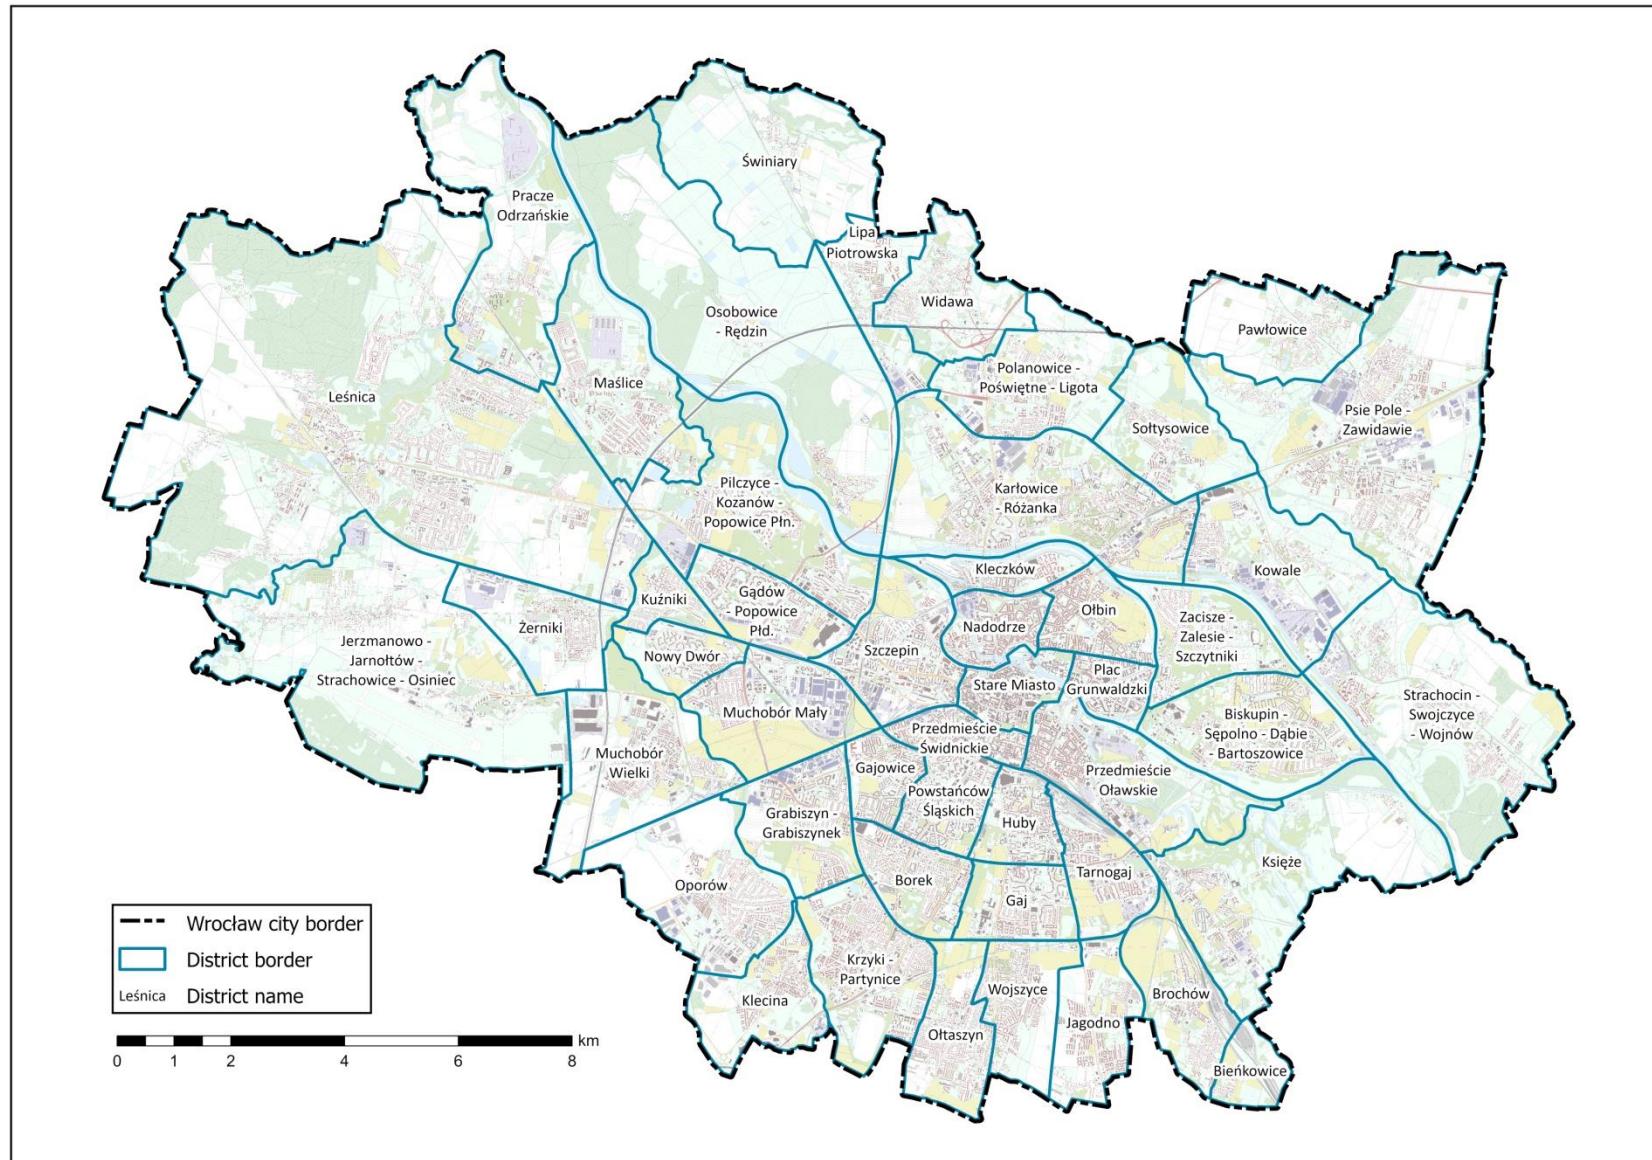 Świniary
Pracze
Odrzańskie
Lipa
Piotrowska
Widawa
Osobowice
- Rędzin
Pawłowice
Polanowice -
Poświętne - Ligota
Maślice
Leśnica
Psie Pole -
Zawidawie
Sołtysowice
Pilczyce -
Kozanów -
Popowice Płn.
Karłowice
- Różanka
Kleczków
Kowale
Kuźniki
Gądów
- Popowice
Płd.
Ołbin
Nadodrze
Zacisze -
Zalesie -
Szczytniki
Żerniki
Jerzmanowo -
Jarnołtów -
Strachowice - Osiniec
Nowy Dwór
Szczepin
Plac
Grunwaldzki
Stare Miasto
Strachocin -
Swojczyce
- Wojnów
Muchobór Mały
Biskupin -
Sępolno - Dąbie
- Bartoszowice
Przedmieście
Świdnickie
Muchobór
Wielki
Gajowice
Przedmieście
Oławskie
Powstańców
Śląskich
Grabiszyn -
Grabiszynek
Huby
Księże
Oporów
Borek
Tarnogaj
Gaj
Krzyki -
Partynice
Klecina
Wojszyce
Brochów
Ołtaszyn
Jagodno
Bieńkowice
Wrocław city border
District border
Leśnica District name
0 1 2 4 6 8 km